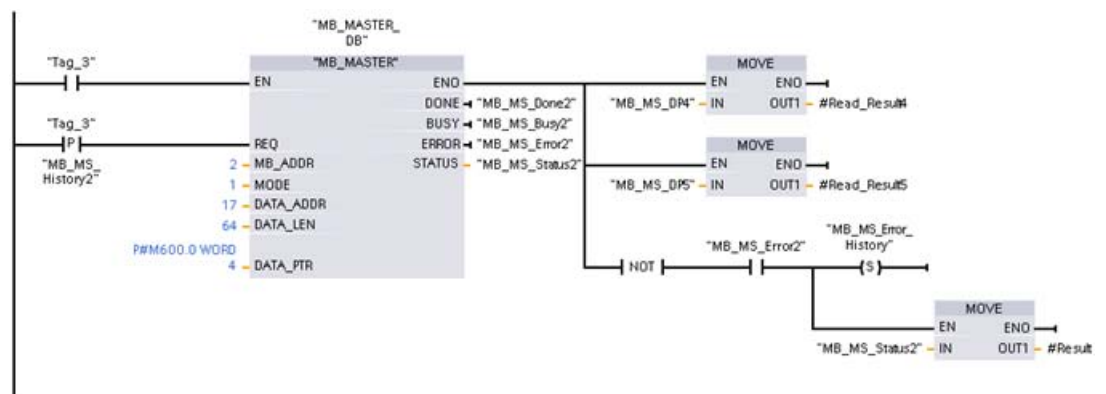 "MB_MASTER_
DB"
"Tag_3"
"MB_MASTER"
MOVE
EN
ENO
EN
ENO
DONE
"MB_MS_Done2"
"MB_MS_DP4"
IN
OUT1
#Read_Result4
"Tag_3"
BUSY
"MB_MS_Busy2"
P
REQ
ERROR
"MB_MS_Error2"
MOVE
"MB_MS_
History2"
2
MB_ADDR
STATUS
"MB_MS_Status2"
EN
ENO
1
MODE
"MB_MS_DP5"
IN
OUT1
#Read_Result5
17
DATA_ADDR
64
DATA_LEN
"MB_MS_Error_
History"
P#M600.0 WORD
4
DATA_PTR
"MB_MS_Error2"
NOT
S
MOVE
EN
ENO
"MB_MS_Status2"
IN
OUT1
#Result